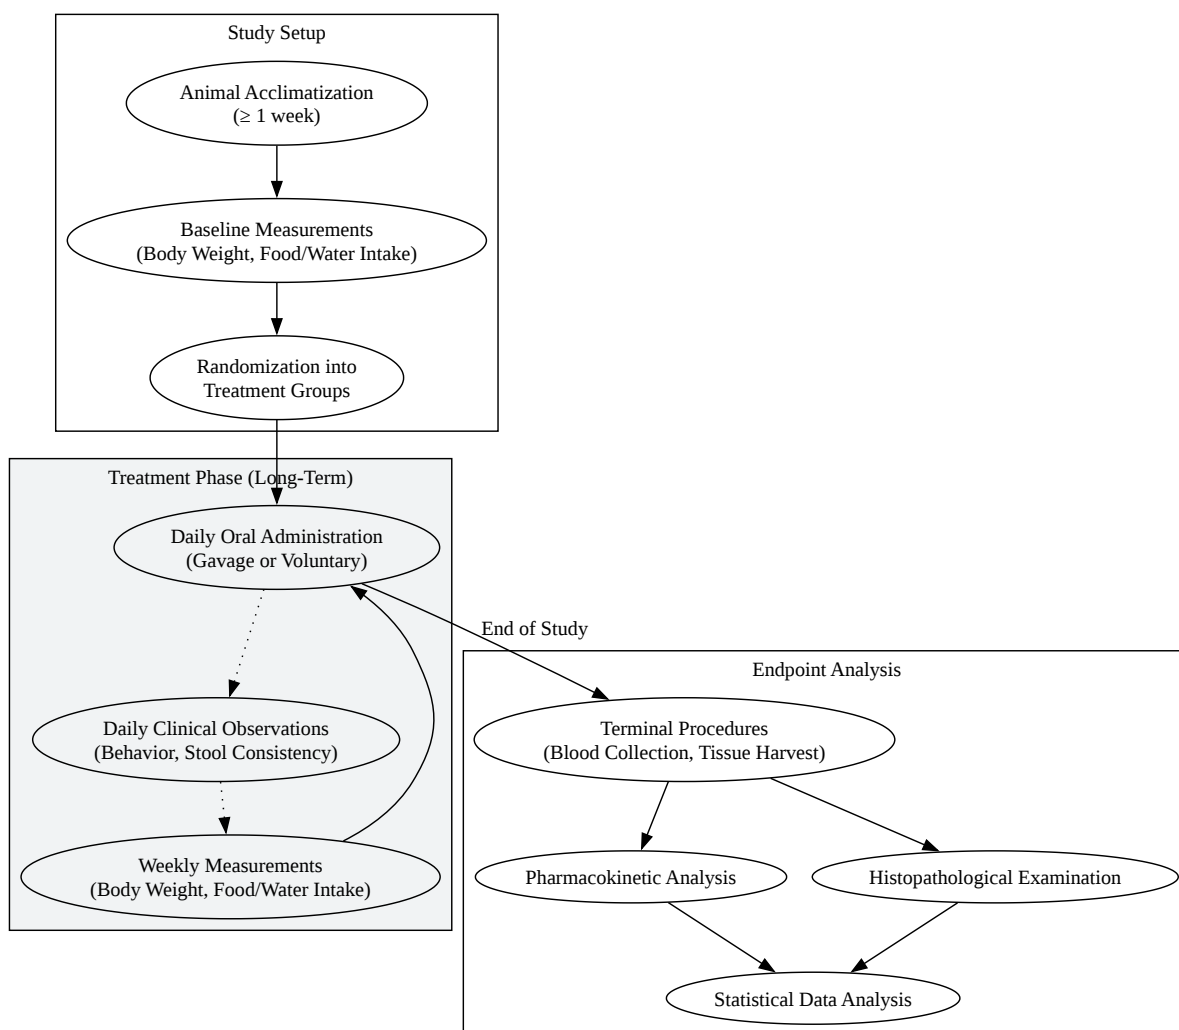 Study Setup
Animal Acclimatization
(≥ 1 week)
Baseline Measurements
(Body Weight, Food/Water Intake)
Randomization into
Treatment Groups
Treatment Phase (Long-Term)
Daily Oral Administration
(Gavage or Voluntary)
End of Study
Daily Clinical Observations
(Behavior, Stool Consistency)
Weekly Measurements
(Body Weight, Food/Water Intake)
Endpoint Analysis
Terminal Procedures
(Blood Collection, Tissue Harvest)
Pharmacokinetic Analysis
Histopathological Examination
Statistical Data Analysis